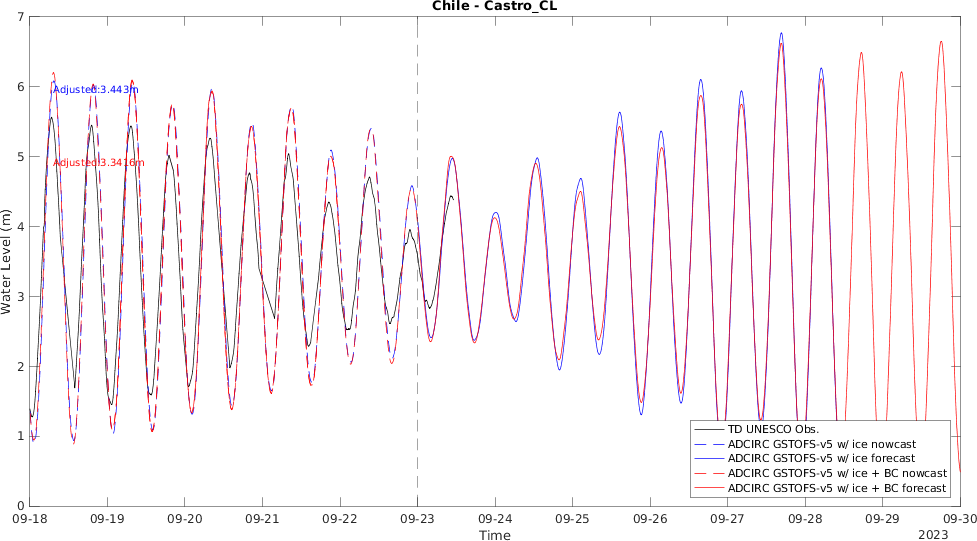 Chile - Castro_CL
7
6
5
4
3
2
1
0
Water Level (m)
Adjusted:3.443m
Adjusted:3.3416m
TD UNESCO Obs.
ADCIRC GSTOFS-v5 w/ ice nowcast
ADCIRC GSTOFS-v5 w/ ice forecast
ADCIRC GSTOFS-v5 w/ ice + BC nowcast
ADCIRC GSTOFS-v5 w/ ice + BC forecast
09-18 09-19 09-20 09-21 09-22 09-23 09-24 09-25 09-26 09-27 09-28 09-29 09-30
Time
2023